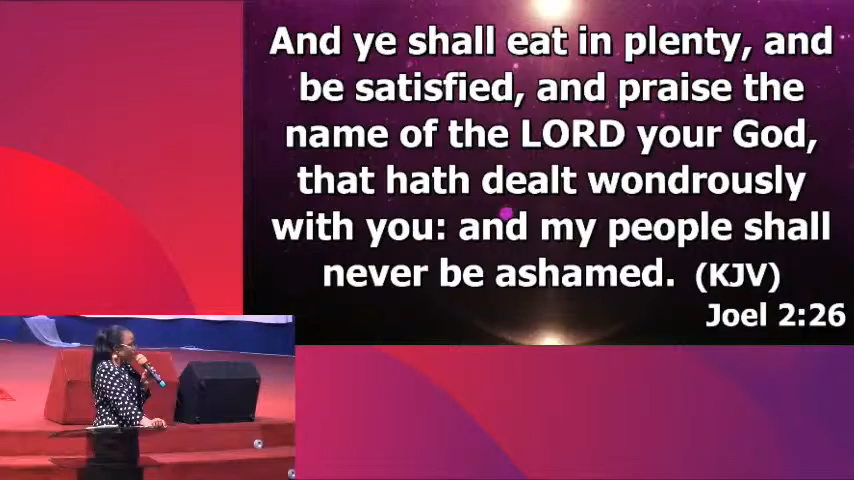 And ye shall eat in plenty, and
be satisfied, and praise the
name of the LORD your God,
that hath dealt wondrously
with you: and my people shall
never be ashamed. (KJV)
Joel 2:26